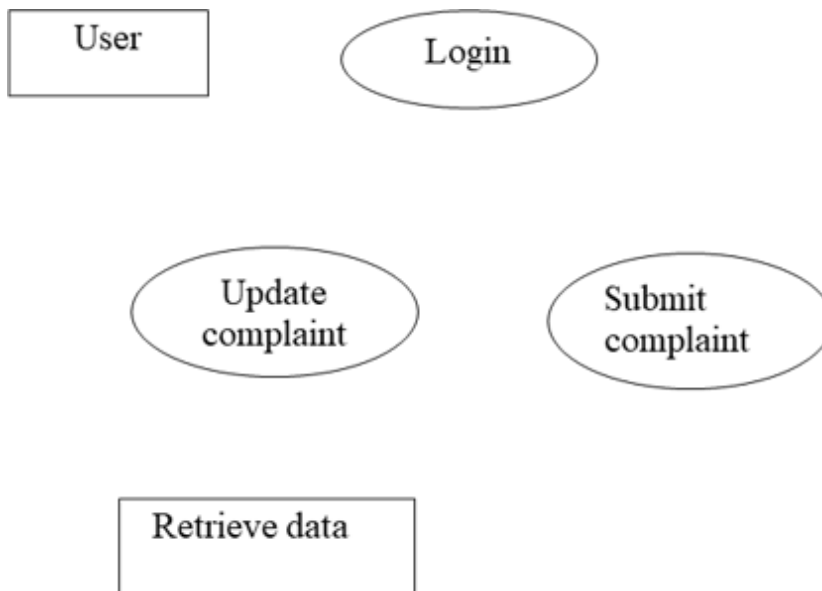 User
Login
Update
complaint
Submit
complaint
Retrieve data